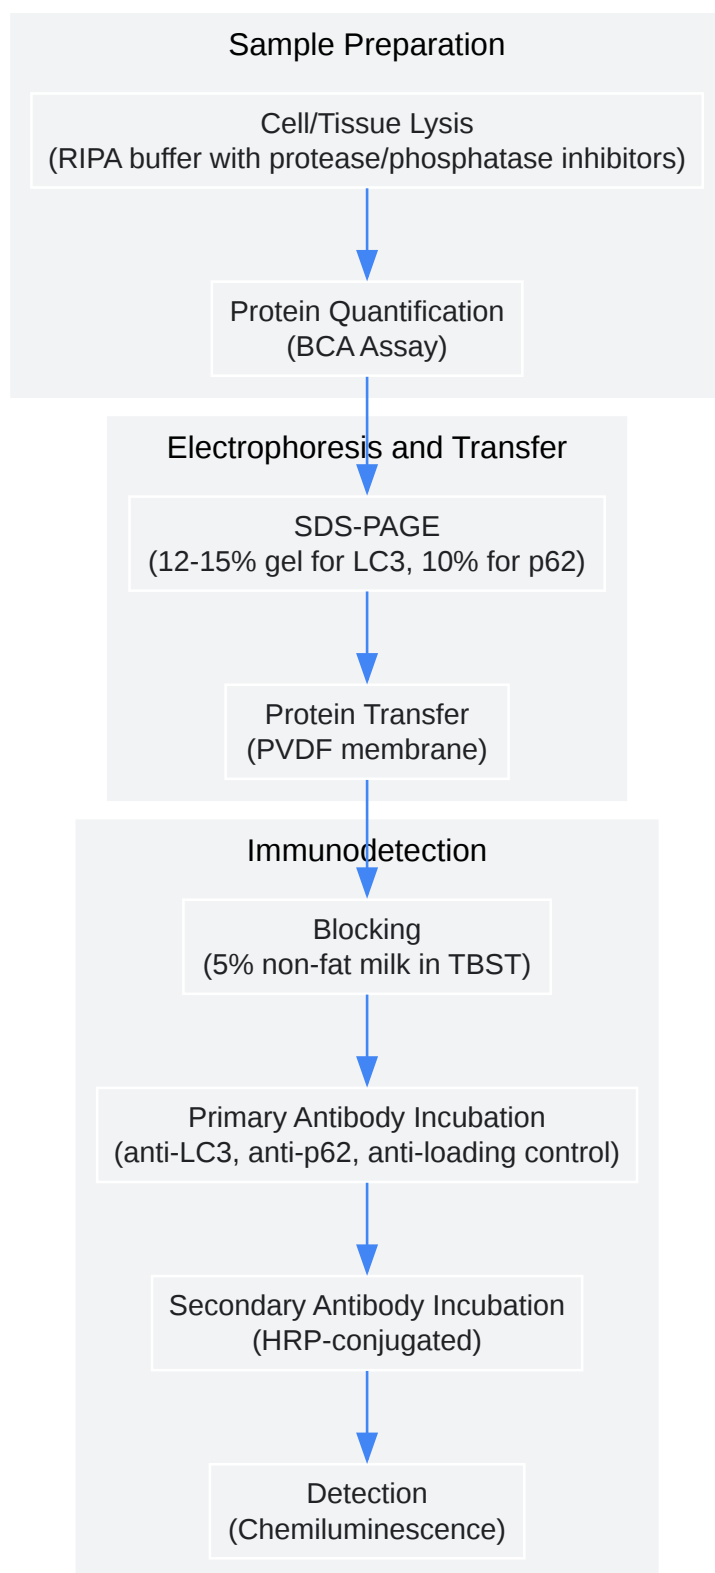 Sample Preparation
Cell/Tissue Lysis
(RIPA buffer with protease/phosphatase inhibitors)
Protein Quantification
(BCA Assay)
Electrophoresis and Transfer
SDS-PAGE
(12-15% gel for LC3, 10% for p62)
Protein Transfer
(PVDF membrane)
Immunodetection
Blocking
(5% non-fat milk in TBST)
Primary Antibody Incubation
(anti-LC3, anti-p62, anti-loading control)
Secondary Antibody Incubation
(HRP-conjugated)
Detection
(Chemiluminescence)